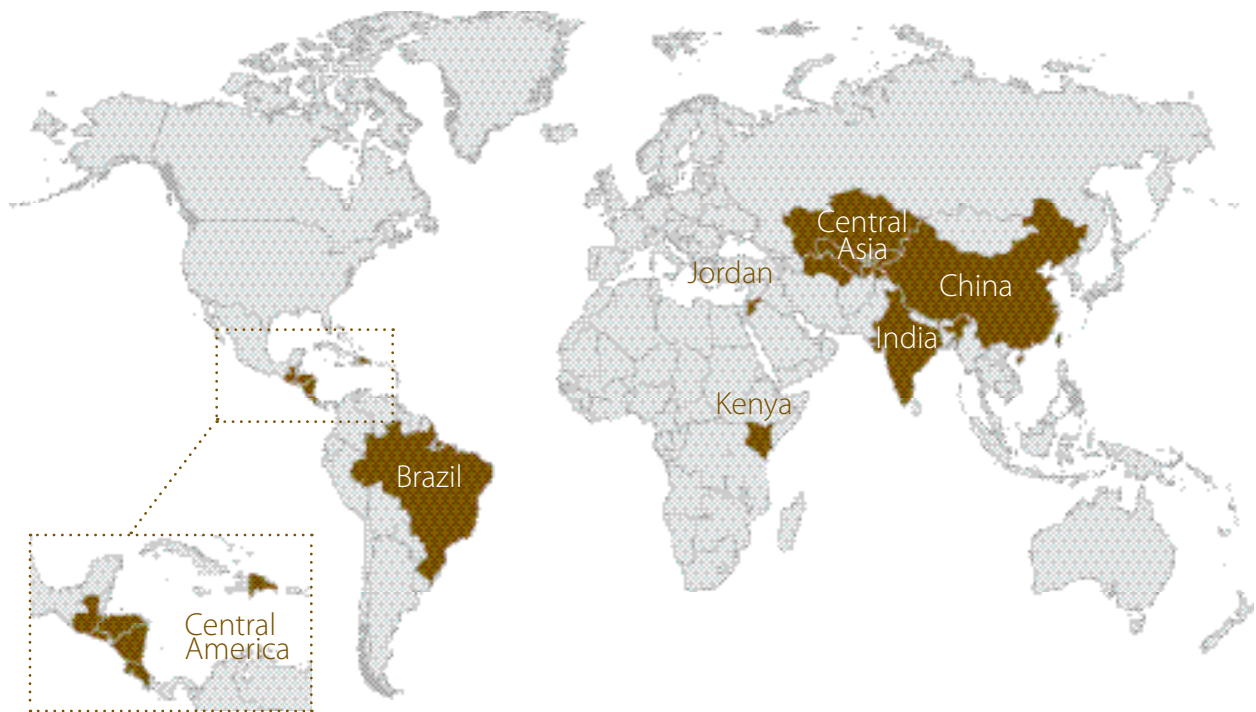 Central
Asia
Jordan
China
India
Kenya
Brazil
Central
America